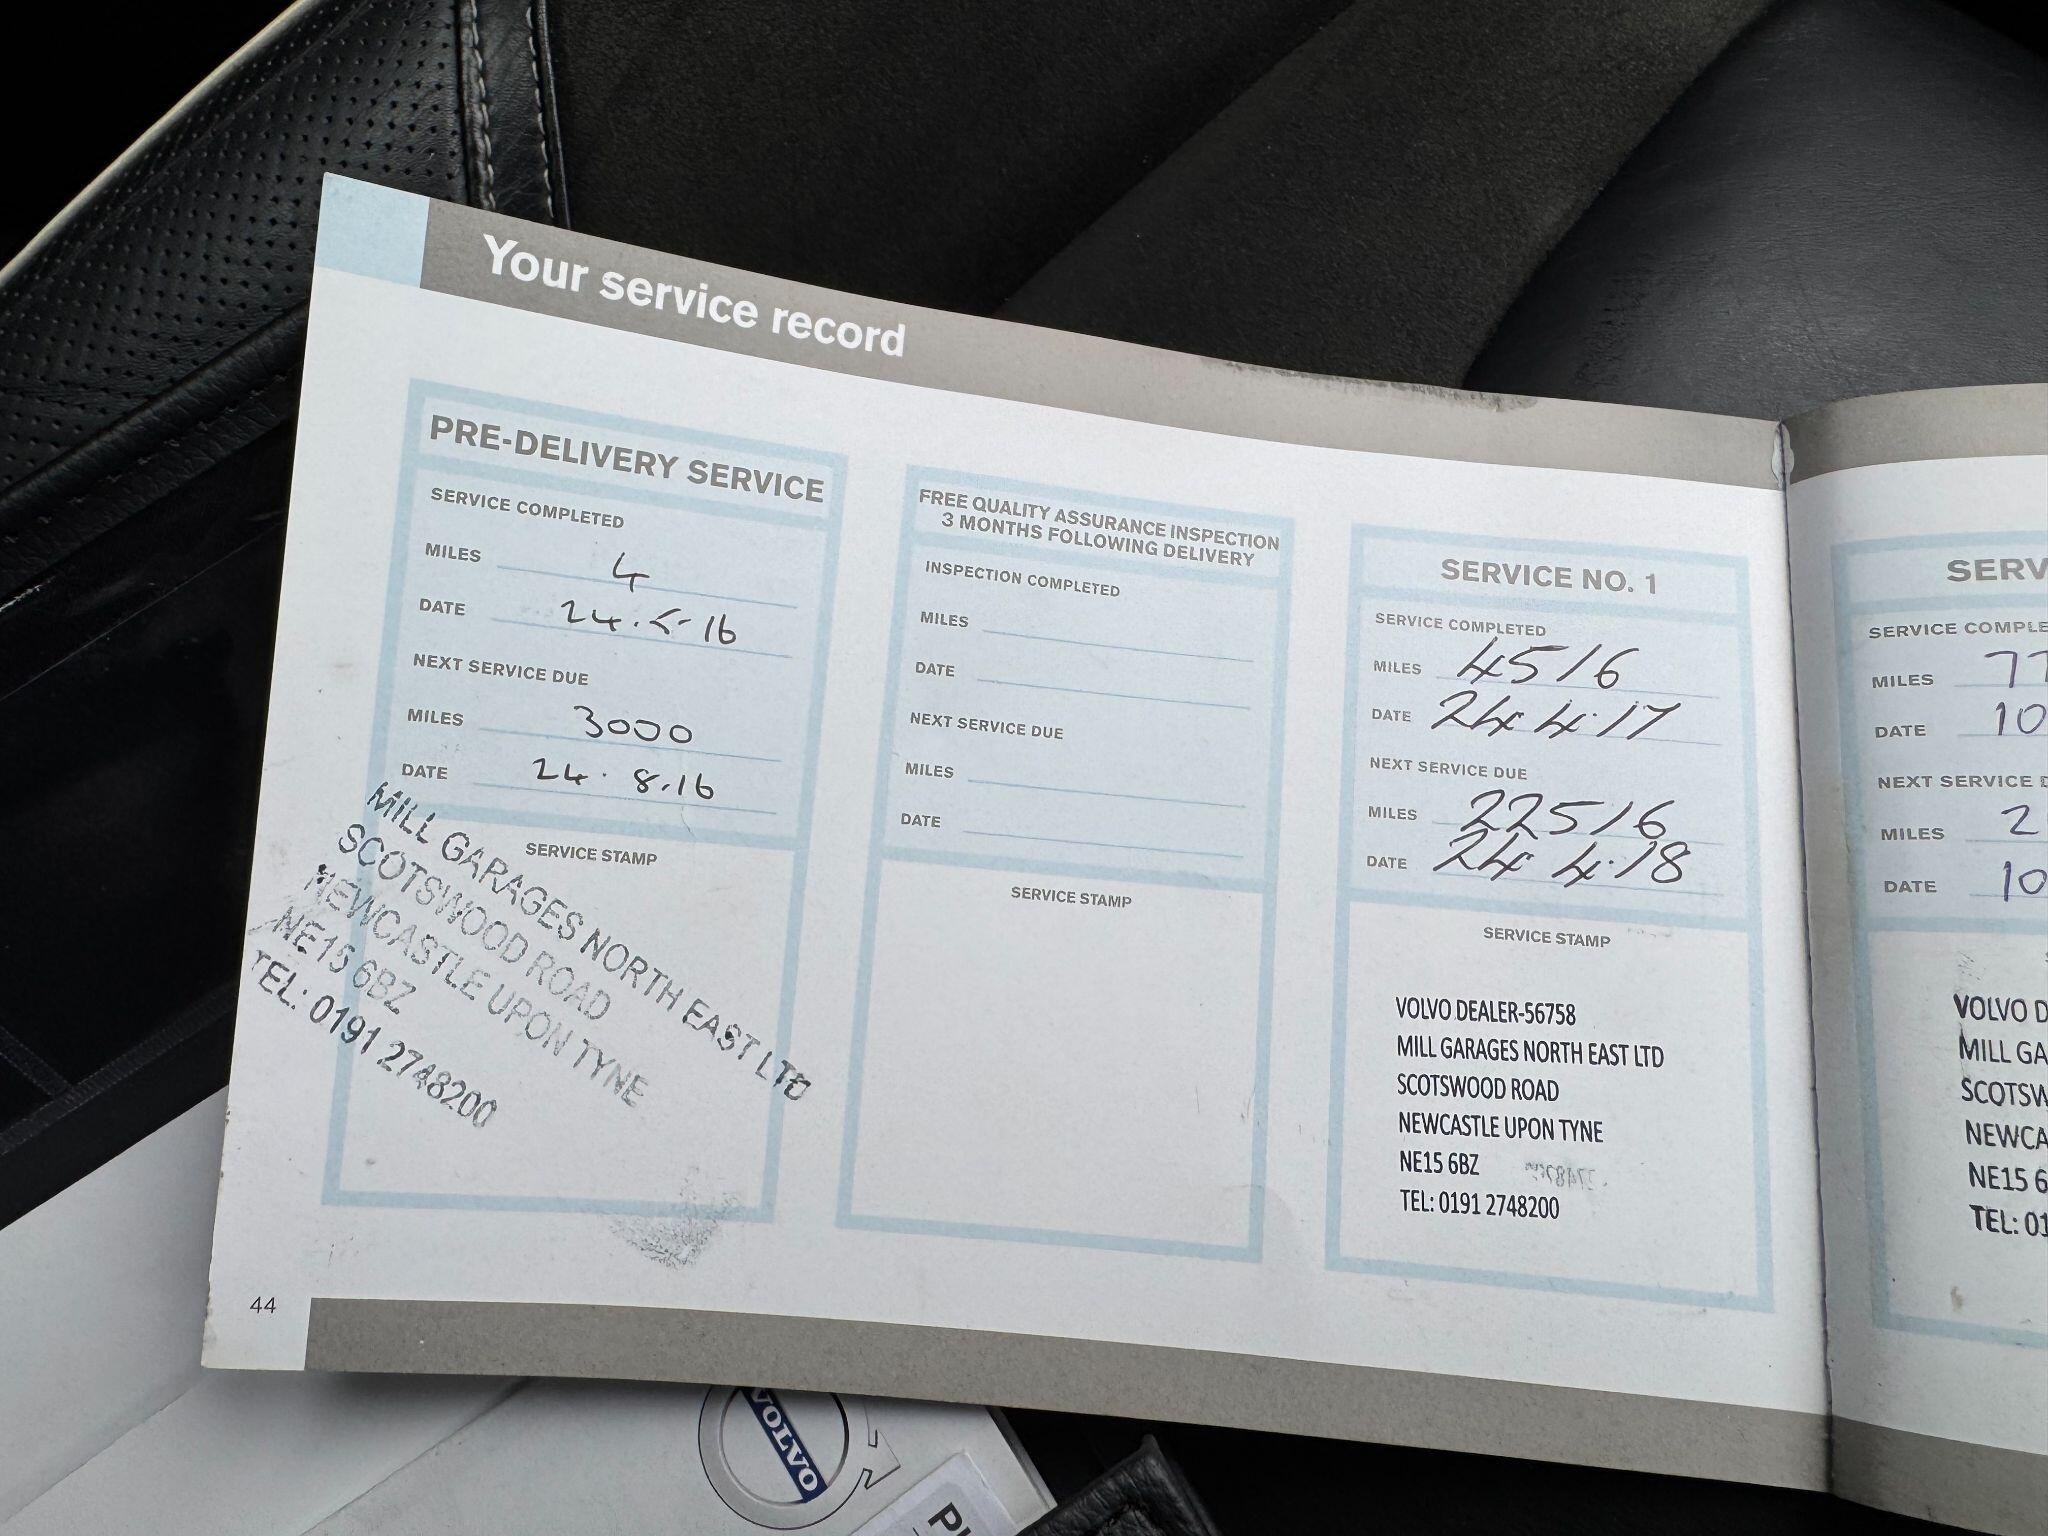 Your service record
PRE-DELIVERY SERVICE
SERVICE COMPLETED
MILES 4
DATE 24.5-16
NEXT SERVICE DUE
MILES 3000
DATE 24.8.16
SERVICE STAMP
MILL GARAGES NORTH EAST LTD
SCOTSWOOD ROAD
NEWCASTLE UPON TYNE
NE15 6BZ
TEL: 0191 2748200
44
FREE QUALITY ASSURANCE INSPECTION
3 MONTHS FOLLOWING DELIVERY
INSPECTION COMPLETED
MILES
DATE
NEXT SERVICE DUE
MILES
DATE
SERVICE STAMP
SERVICE NO. 1
SERVICE COMPLETED
MILES 4516
DATE 24 4.17
NEXT SERVICE DUE
MILES 22516
DATE 24 4.18
SERVICE STAMP
VOLVO DEALER-56758
MILL GARAGES NORTH EAST LTD
SCOTSWOOD ROAD
NEWCASTLE UPON TYNE
NE15 6BZ
TEL: 0191 2748200
SERV
SERVICE COMPLE
MILES 77
DATE 10
NEXT SERVICE D
MILES 2
DATE 10
VOLVO D
MILL GA
SCOTSW
NEWCA
NE15 6
TEL: 01
VOLVO